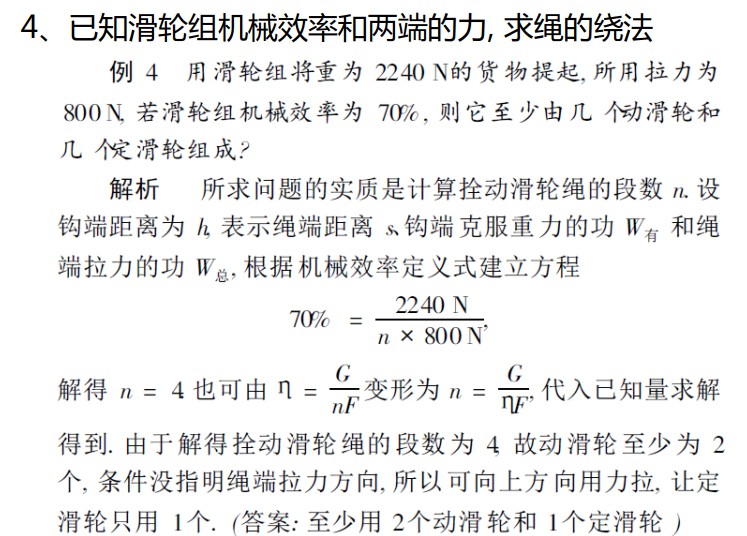 4、已知滑轮组机械效率和两端的力, 求绳的绕法
例 4 用滑轮组将重为 2240 N的货物提起, 所用拉力为
800 N, 若滑轮组机械效率为 70%, 则它至少由几 个动滑轮和
几 个定滑轮组成?
解析 所求问题的实质是计算拴动滑轮绳的段数 n. 设
钩端距离为 h, 表示绳端距离 s、钩端克服重力的功 W有 和绳
端拉力的功 W总, 根据机械效率定义式建立方程
70% = 2240 N / n × 800 N,
解得 n = 4. 也可由 η = G / nF 变形为 n = G / ηF, 代入已知量求解
得到. 由于解得拴动滑轮绳的段数为 4, 故动滑轮至少为 2
个, 条件没指明绳端拉力方向, 所以可向上方向用力拉, 让定
滑轮只用 1个. (答案: 至少用 2个动滑轮和 1个定滑轮 )